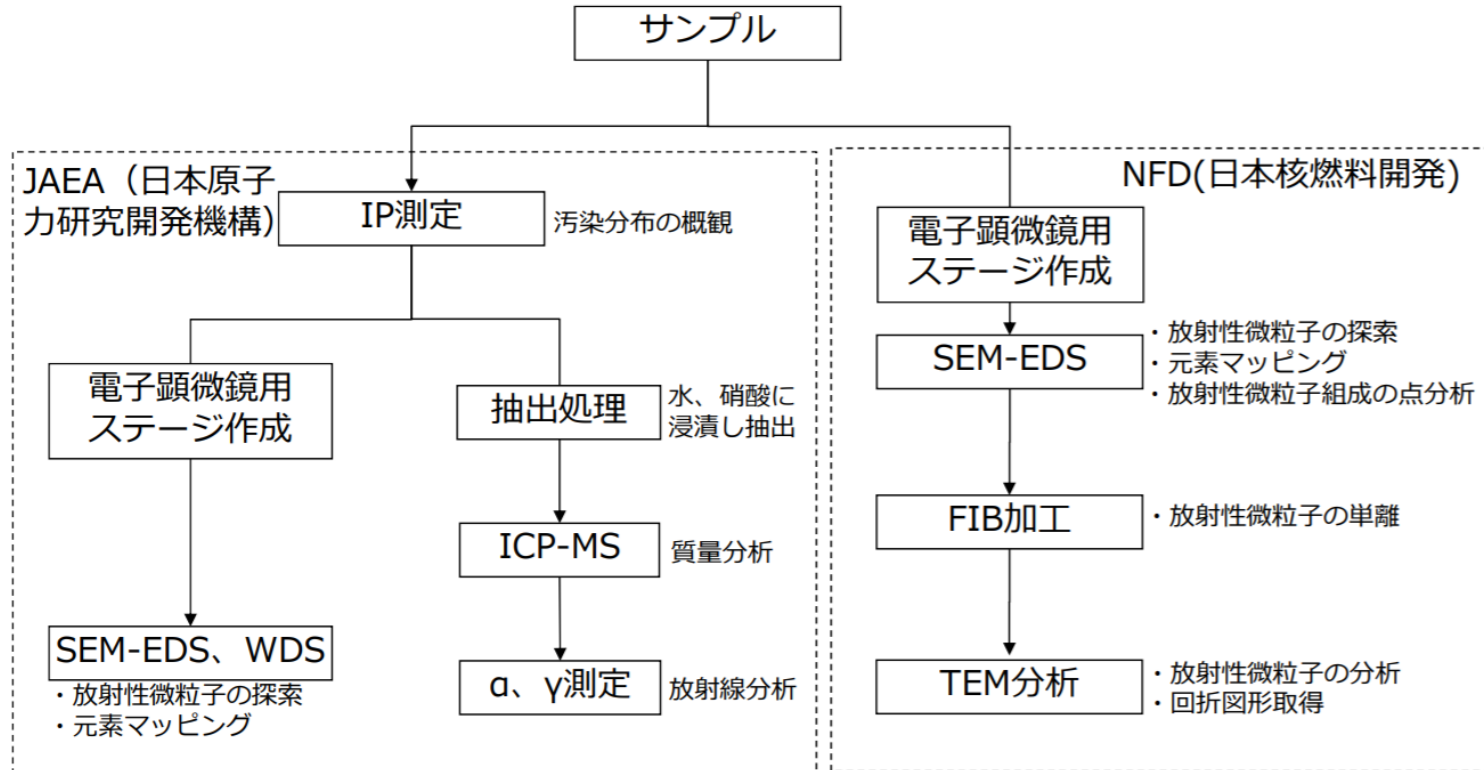 サンプル
JAEA（日本原子
力研究開発機構）
IP測定
汚染分布の概観
電子顕微鏡用
ステージ作成
SEM-EDS、WDS
・放射性微粒子の探索
・元素マッピング
抽出処理
水、硝酸に
浸漬し抽出
ICP-MS
質量分析
α、γ測定
放射線分析
NFD(日本核燃料開発)
電子顕微鏡用
ステージ作成
SEM-EDS
・放射性微粒子の探索
・元素マッピング
・放射性微粒子組成の点分析
FIB加工
・放射性微粒子の単離
TEM分析
・放射性微粒子の分析
・回折図形取得